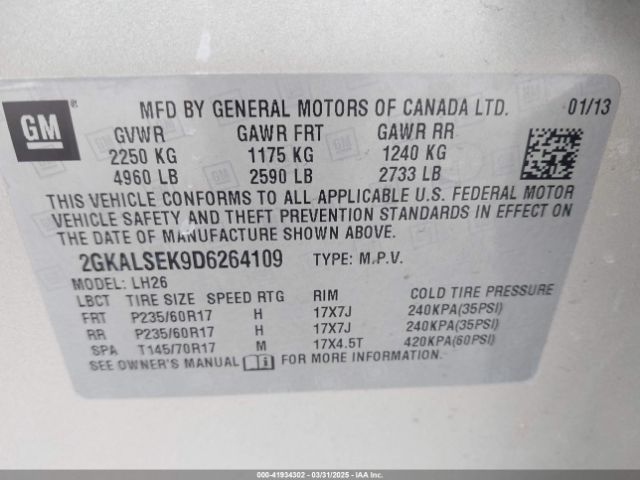 GM
MFD BY GENERAL MOTORS OF CANADA LTD. 01/13
GVWR GAWR FRT GAWR RR
2250 KG 1175 KG 1240 KG
4960 LB 2590 LB 2733 LB
THIS VEHICLE CONFORMS TO ALL APPLICABLE U.S. FEDERAL MOTOR
VEHICLE SAFETY AND THEFT PREVENTION STANDARDS IN EFFECT ON
THE DATE OF MANUFACTURE SHOWN ABOVE.
2GKALSEK9D6264109 TYPE: M.P.V.
MODEL: LH26
LBCT TIRE SIZE SPEED RTG RIM COLD TIRE PRESSURE
FRT P235/60R17 H 17X7J 240KPA(35PSI)
RR P235/60R17 H 17X7J 240KPA(35PSI)
SPA T145/70R17 M 17X4.5T 420KPA(60PSI)
SEE OWNER'S MANUAL FOR MORE INFORMATION.
000-41934302 - 03/31/2025 - IAA Inc.